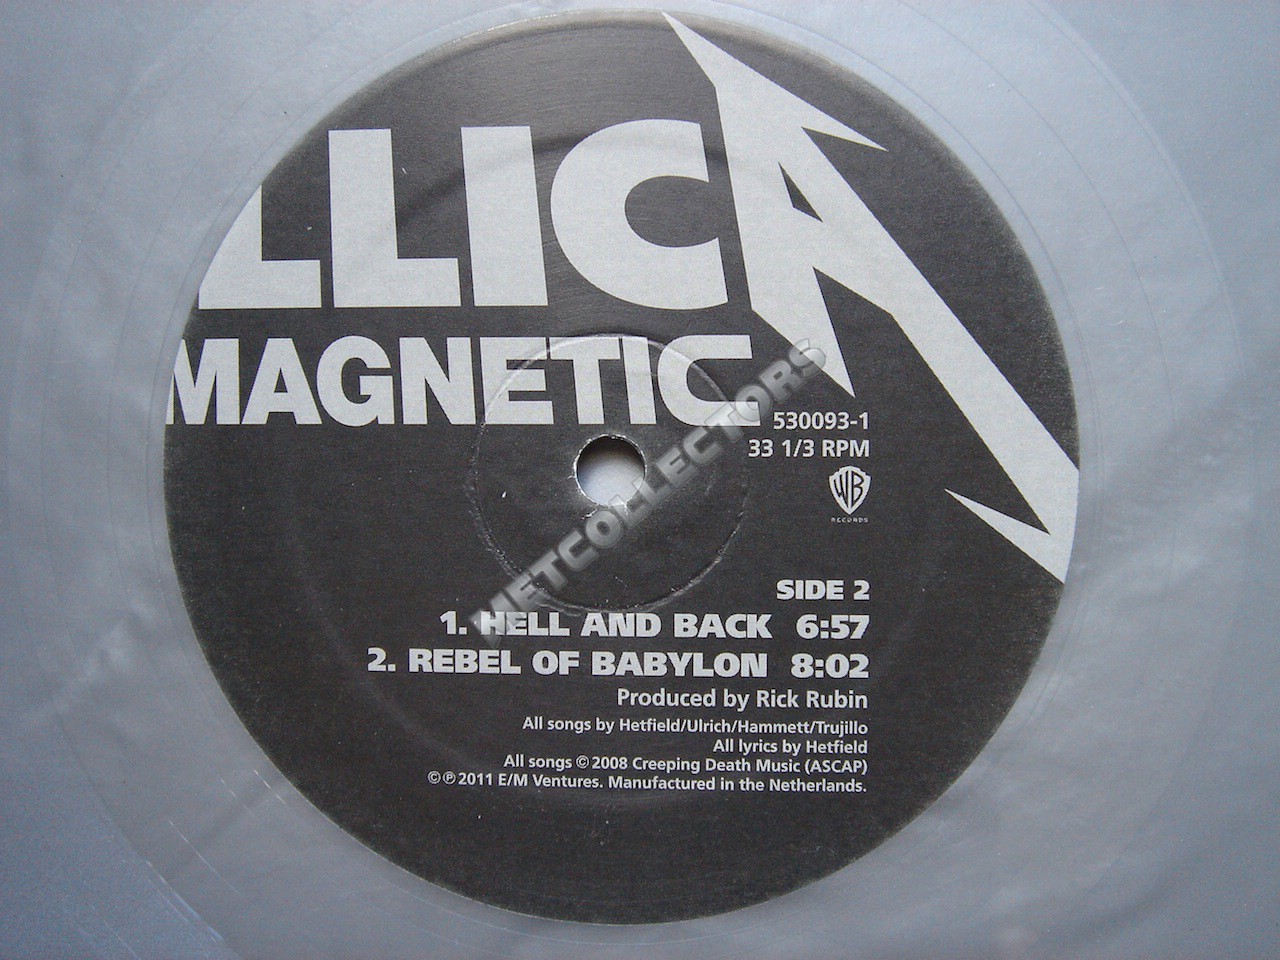 LLICA
MAGNETIC
530093-1
33 1/3 RPM
WB
RECORDS
METCOLLECTORS
SIDE 2
1. HELL AND BACK 6:57
2. REBEL OF BABYLON 8:02
Produced by Rick Rubin
All songs by Hetfield/Ulrich/Hammett/Trujillo
All lyrics by Hetfield
All songs © 2008 Creeping Death Music (ASCAP)
© ℗ 2011 E/M Ventures. Manufactured in the Netherlands.